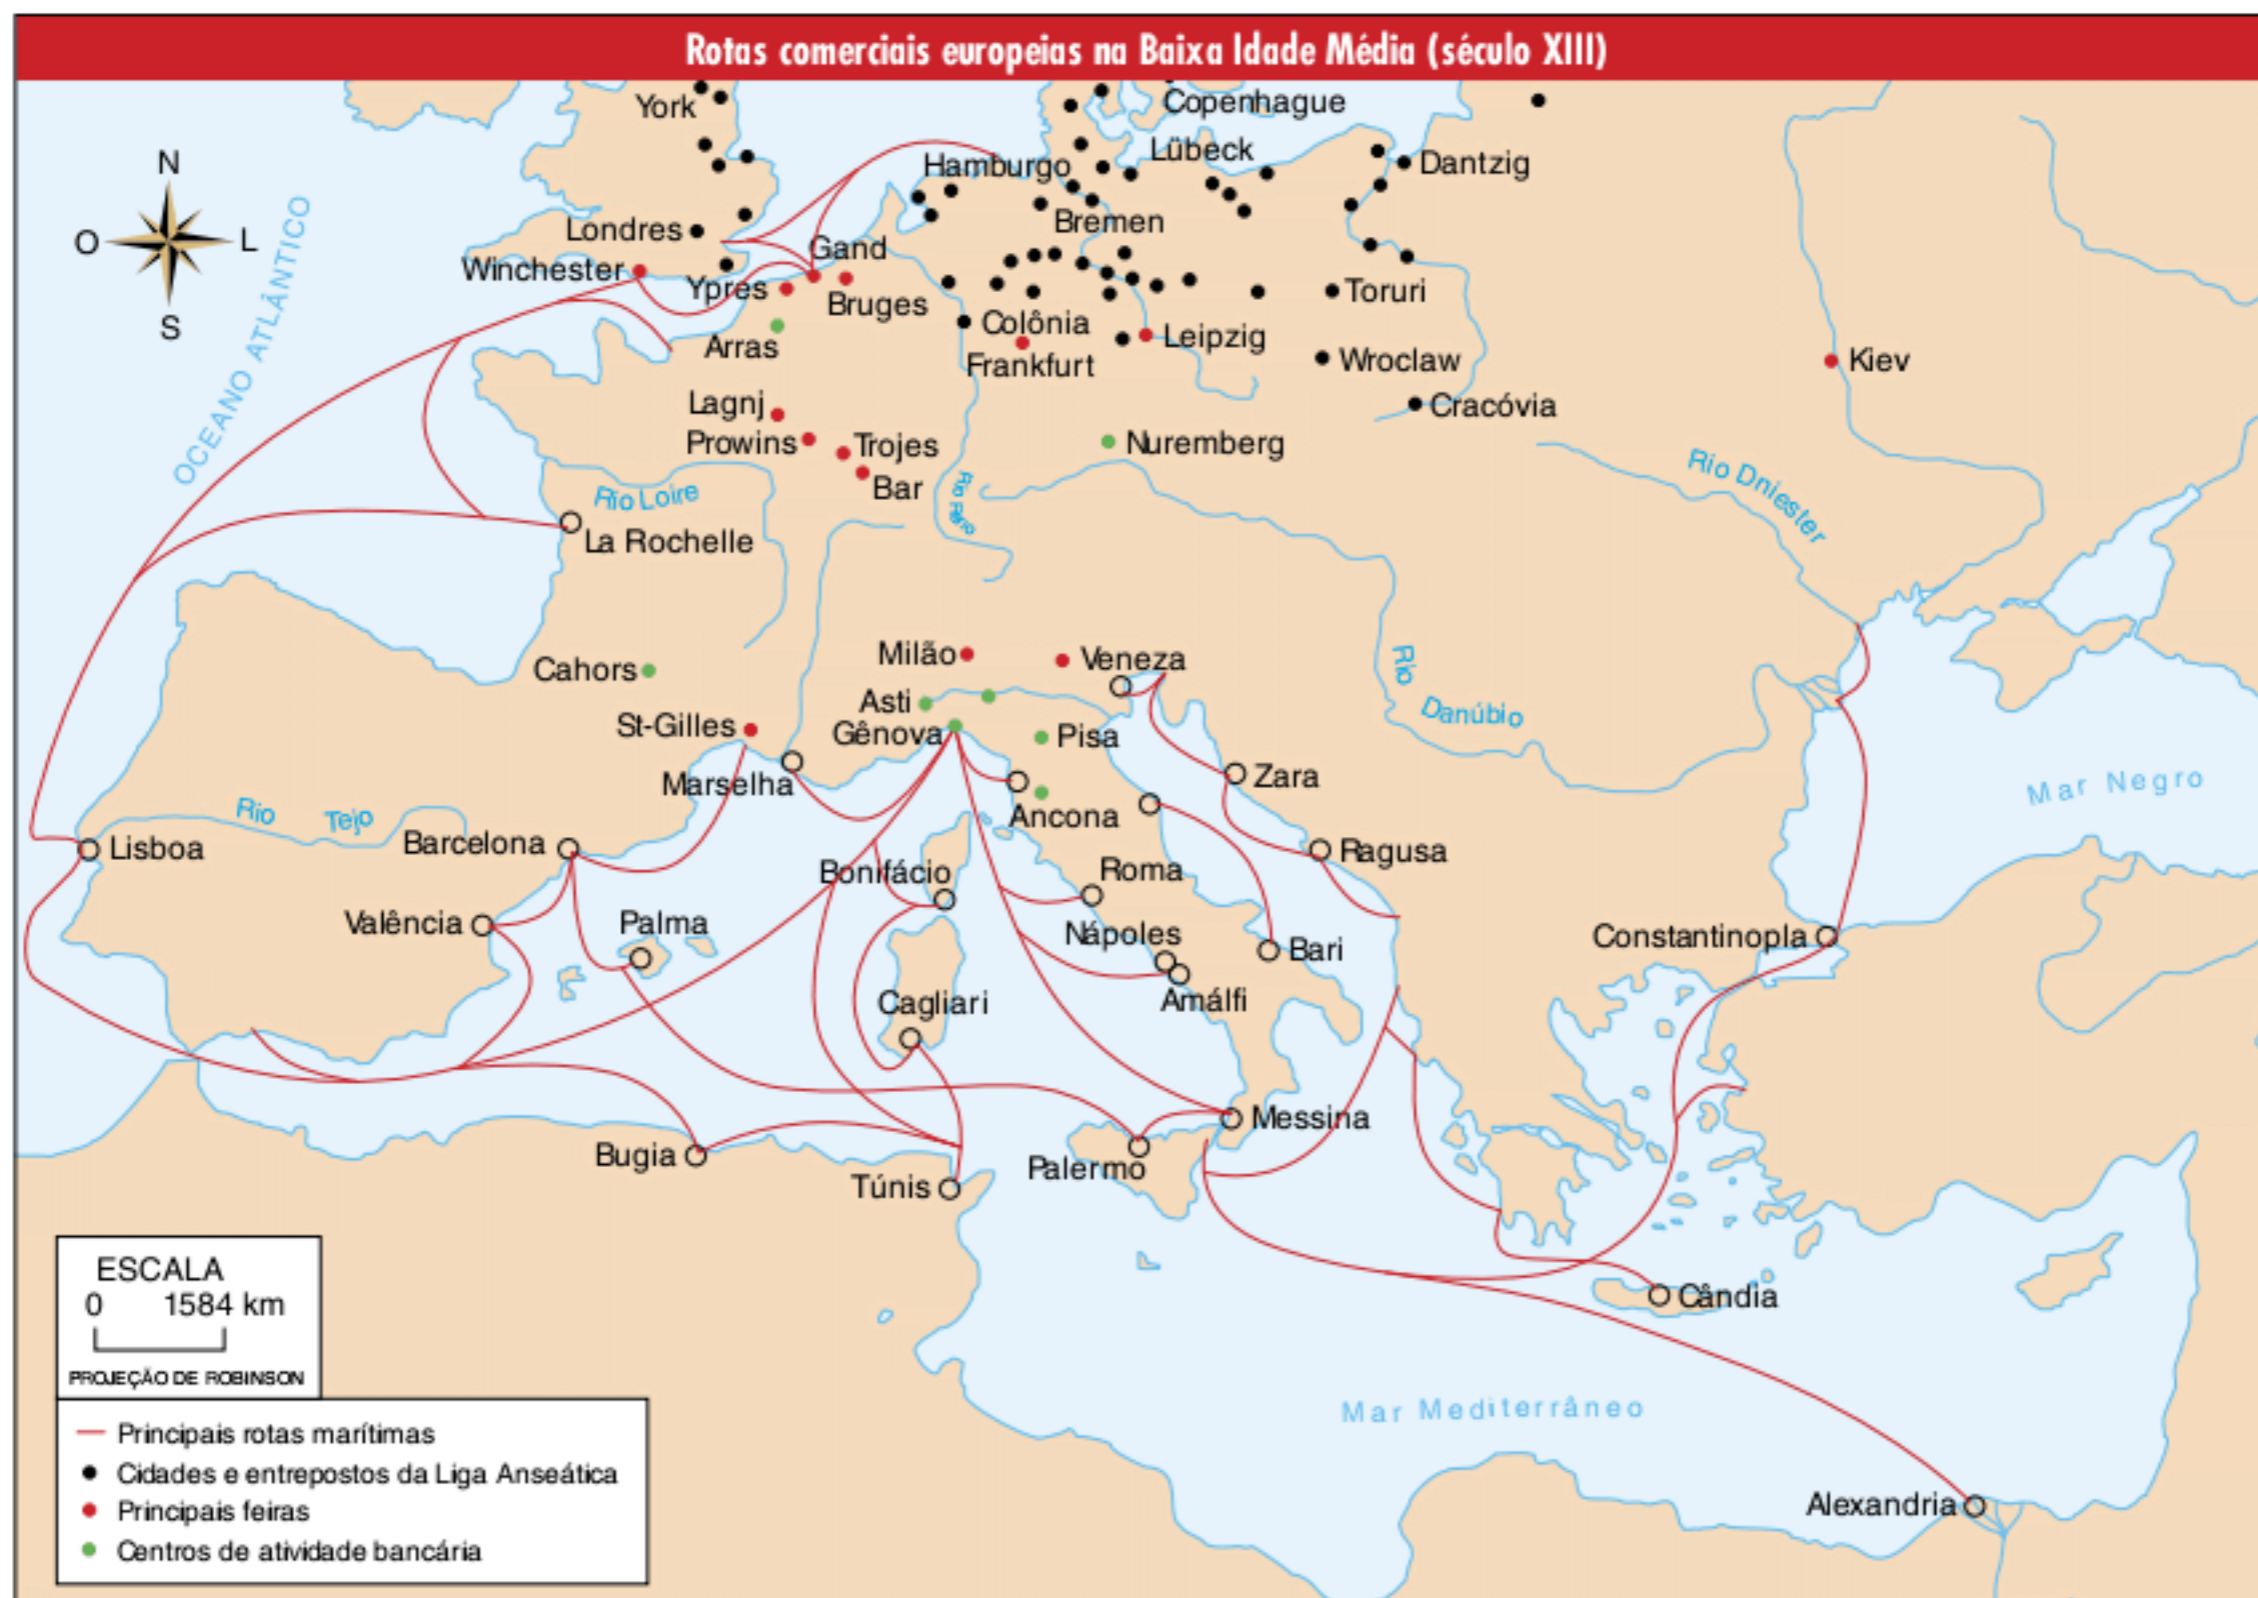 Rotas comerciais europeias na Baixa Idade Média (século XIII)
York
Copenhague
N
Hamburgo
Lübeck
Dantzig
O
L
S
OCEANO ATLÂNTICO
Londres
Bremen
Gand
Winchester
Ypres
Bruges
Toruri
Arras
Colônia
Leipzig
Frankfurt
Wroclaw
Kiev
Lagnj
Cracóvia
Prowins
Trojes
Nuremberg
Bar
Rio Dniester
Rio Loire
Rio Reno
La Rochelle
Cahors
Milão
Veneza
Rio
Danúbio
Asti
St-Gilles
Gênova
Pisa
Marselha
Zara
Mar Negro
Rio
Tejo
Ancona
Lisboa
Barcelona
Ragusa
Bonifácio
Roma
Valência
Palma
Nápoles
Bari
Constantinopla
Cagliari
Amálfi
Messina
Bugia
Palermo
Túnis
Cândia
Mar Mediterrâneo
Alexandria
ESCALA
0 1584 km
PROJEÇÃO DE ROBINSON
Principais rotas marítimas
Cidades e entrepostos da Liga Anseática
Principais feiras
Centros de atividade bancária